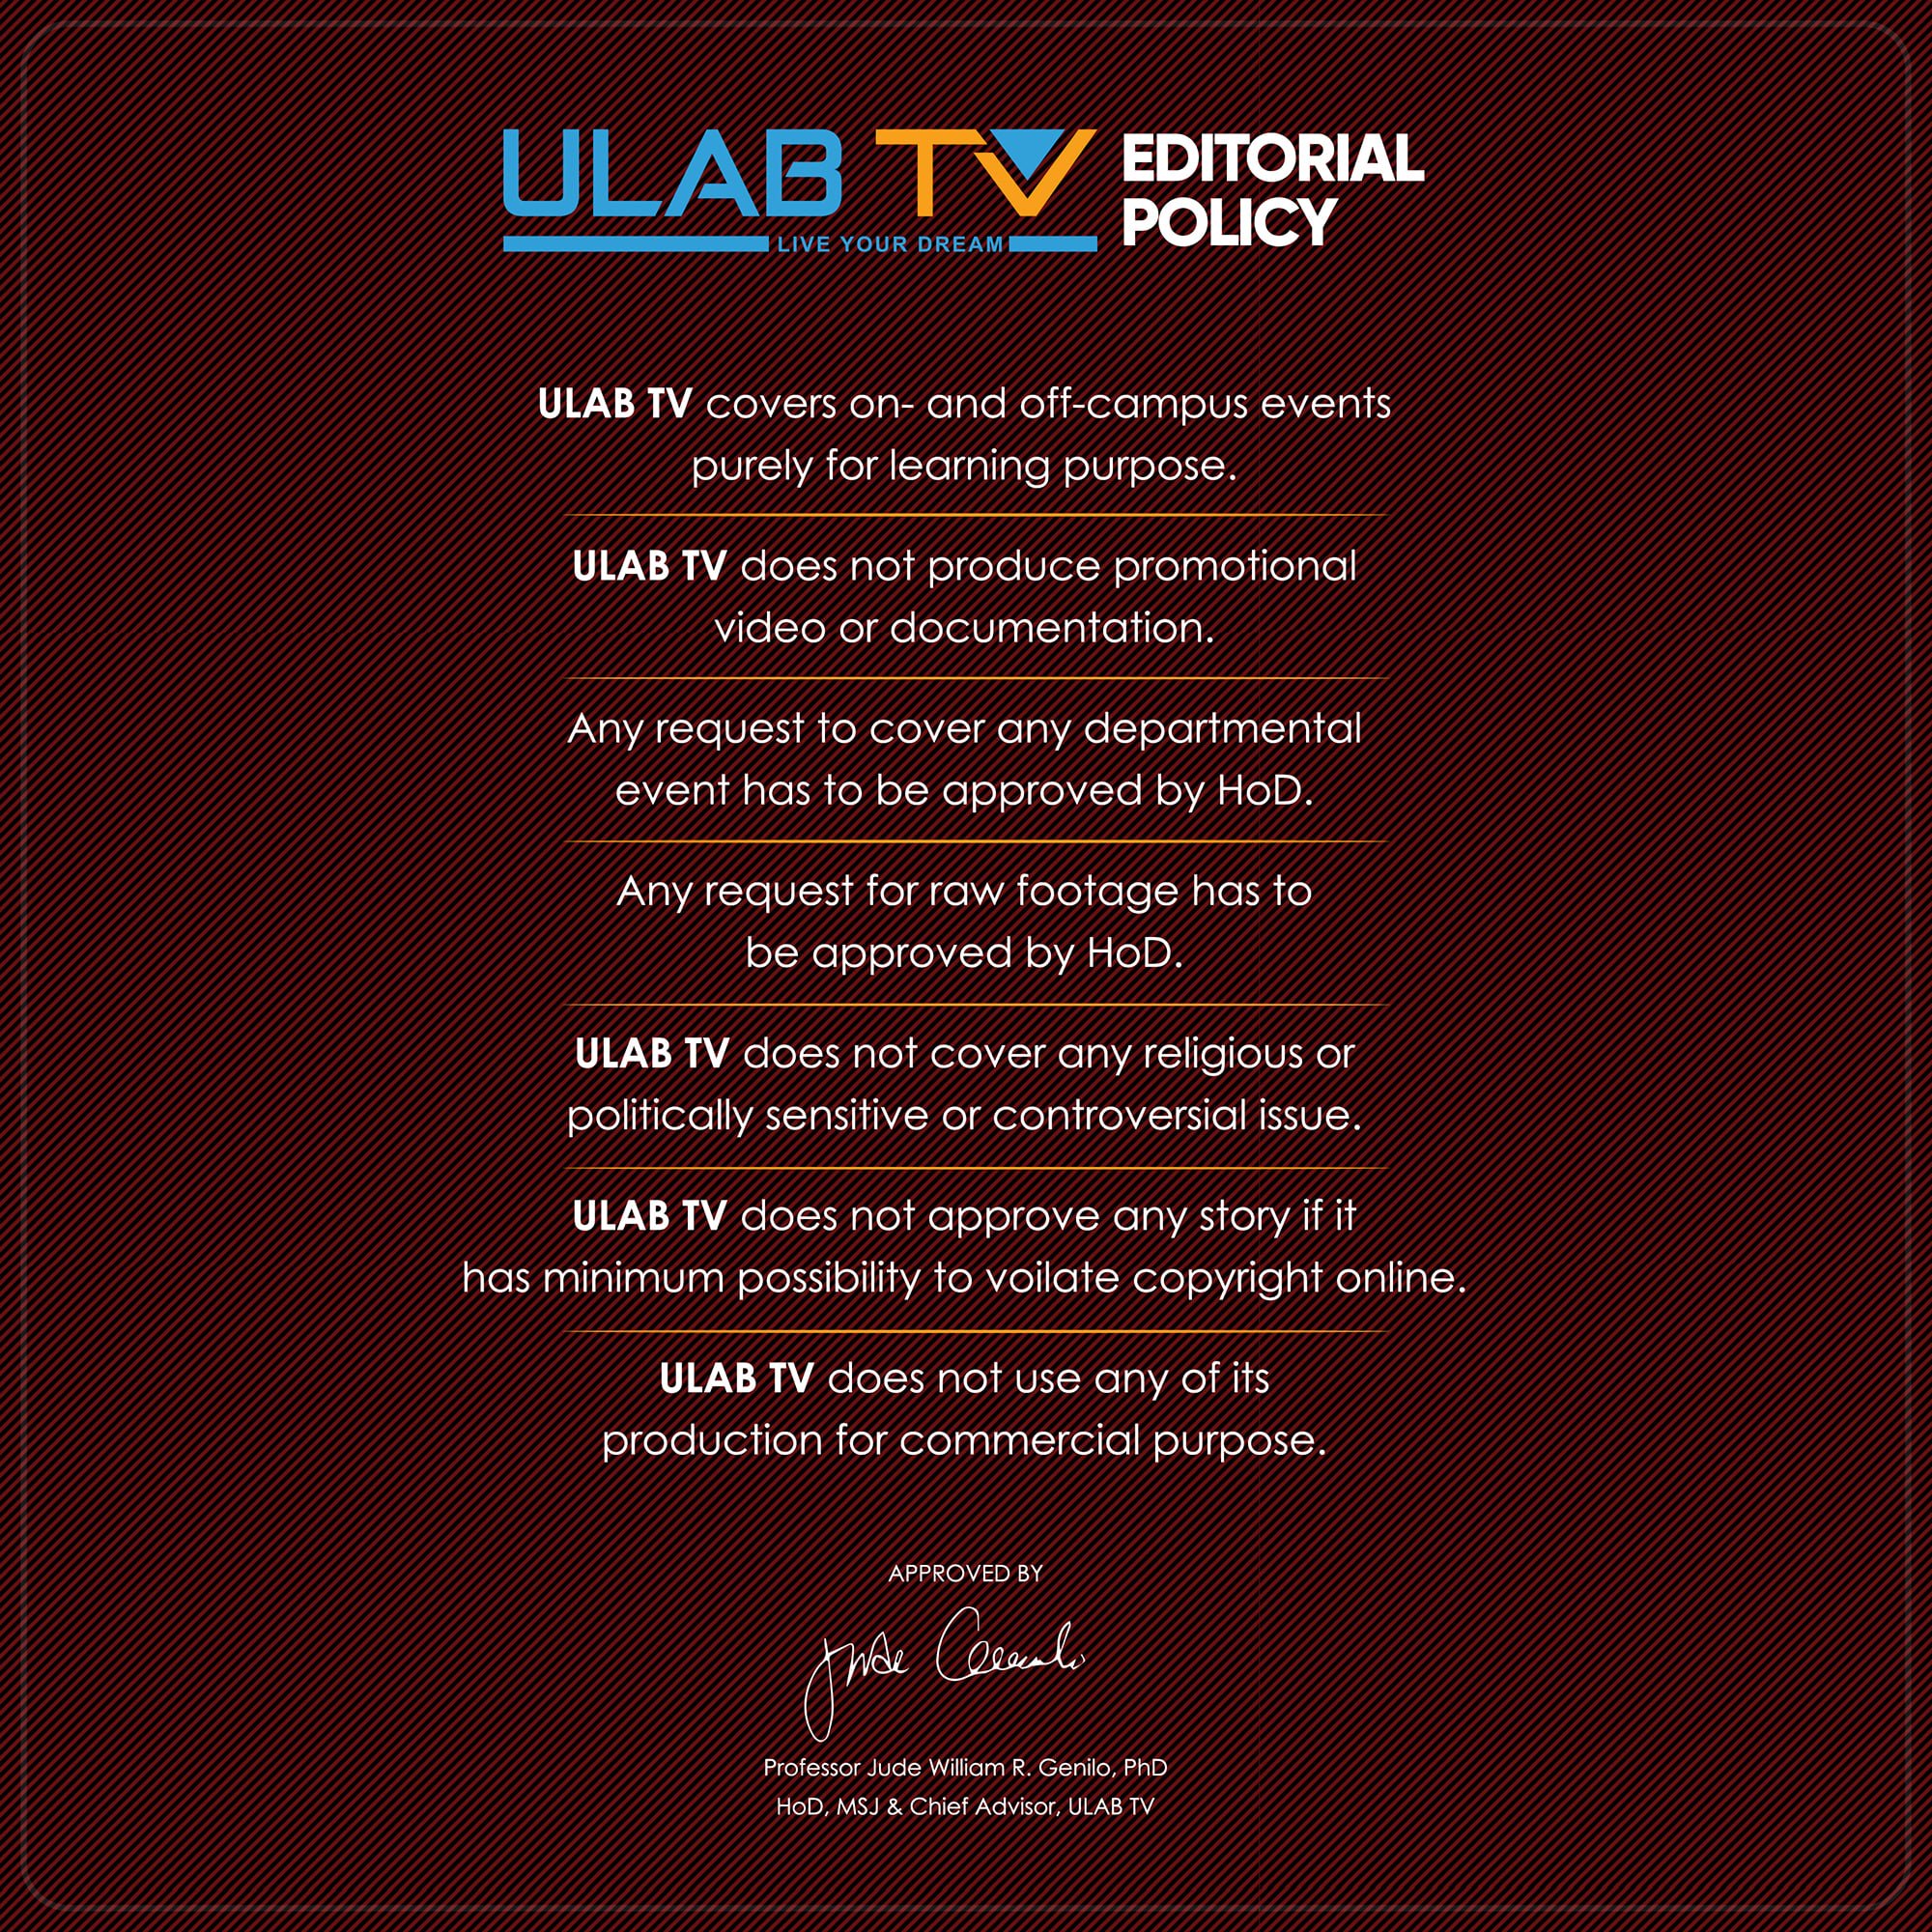 ULAB TV
LIVE YOUR DREAM
EDITORIAL
POLICY
ULAB TV covers on- and off-campus events
purely for learning purpose.
ULAB TV does not produce promotional
video or documentation.
Any request to cover any departmental
event has to be approved by HoD.
Any request for raw footage has to
be approved by HoD.
ULAB TV does not cover any religious or
politically sensitive or controversial issue.
ULAB TV does not approve any story if it
has minimum possibility to voilate copyright online.
ULAB TV does not use any of its
production for commercial purpose.
APPROVED BY
Professor Jude William R. Genilo, PhD
HoD, MSJ & Chief Advisor, ULAB TV